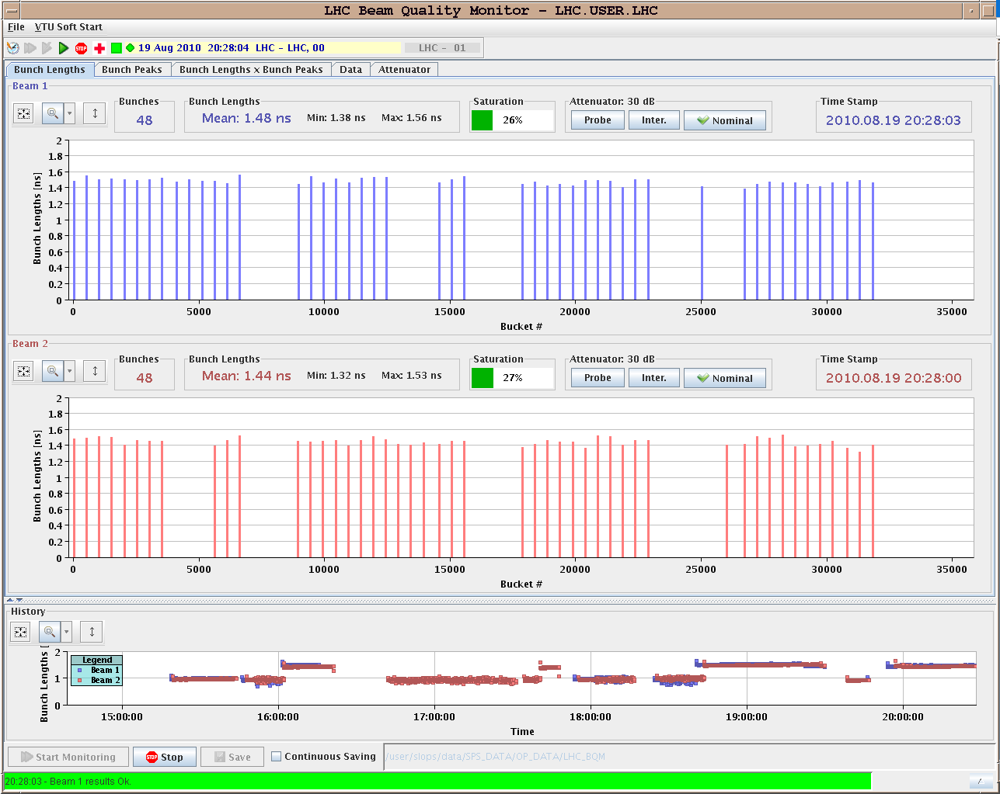 LHC Beam Quality Monitor - LHC.USER.LHC
File VTU Soft Start
STOP 19 Aug 2010 20:28:04 LHC - LHC, 00 LHC - 01
Bunch Lengths Bunch Peaks Bunch Lengths x Bunch Peaks Data Attenuator
Beam 1
Bunches Bunch Lengths Saturation Attenuator: 30 dB Time Stamp
48 Mean: 1.48 ns Min: 1.38 ns Max: 1.56 ns 26% Probe Inter. Nominal 2010.08.19 20:28:03
2
1.8
1.6
1.4
1.2
1
0.8
0.6
0.4
0.2
0
Bunch Lengths [ns]
0 5000 10000 15000 20000 25000 30000 35000
Bucket #
Beam 2
Bunches Bunch Lengths Saturation Attenuator: 30 dB Time Stamp
48 Mean: 1.44 ns Min: 1.32 ns Max: 1.53 ns 27% Probe Inter. Nominal 2010.08.19 20:28:00
2
1.8
1.6
1.4
1.2
1
0.8
0.6
0.4
0.2
0
Bunch Lengths [ns]
0 5000 10000 15000 20000 25000 30000 35000
Bucket #
History
2
1
0
Bunch Lengths [
Legend
Beam 1
Beam 2
15:00:00 16:00:00 17:00:00 18:00:00 19:00:00 20:00:00
Time
Start Monitoring STOP Stop Save Continuous Saving /user/slops/data/SPS_DATA/OP_DATA/LHC_BQM
20:28:03 - Beam 1 results Ok.